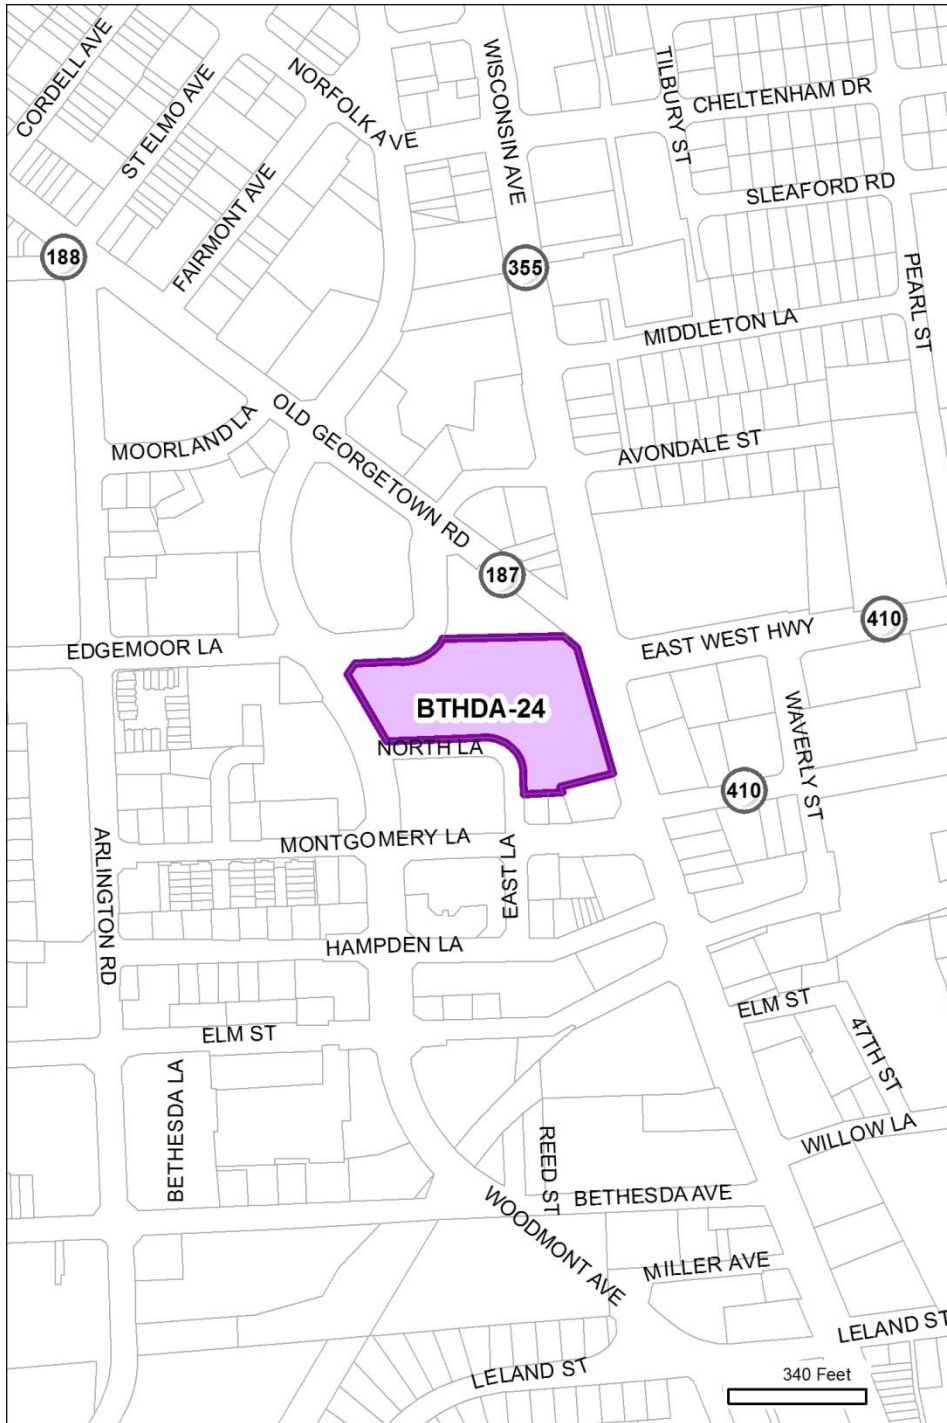 CORDELL AVE
ST ELMO AVE
NORFOLK AVE
WISCONSIN AVE
TILBURY ST
CHELTENHAM DR
SLEAFORD RD
FAIRMONT AVE
188
355
PEARL ST
MIDDLETON LA
OLD GEORGETOWN RD
MOORLAND LA
AVONDALE ST
187
410
EAST WEST HWY
EDGEMOOR LA
BTHDA-24
WAVERLY ST
NORTH LA
410
MONTGOMERY LA
ARLINGTON RD
EAST LA
HAMPDEN LA
ELM ST
ELM ST
47TH ST
BETHESDA LA
REED ST
WILLOW LA
BETHESDA AVE
WOODMONT AVE
MILLER AVE
LELAND ST
LELAND ST
340 Feet